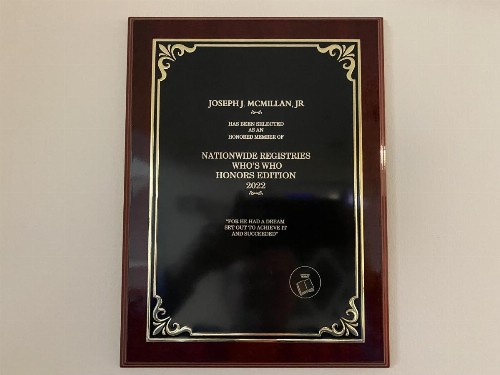 JOSEPH J. MCMILLAN, JR
HAS BEEN SELECTED
AS AN
HONORED MEMBER OF
NATIONWIDE REGISTRIES
WHO'S WHO
HONORS EDITION
2022
"FOR HE HAD A DREAM
SET OUT TO ACHIEVE IT
AND SUCCEEDED"